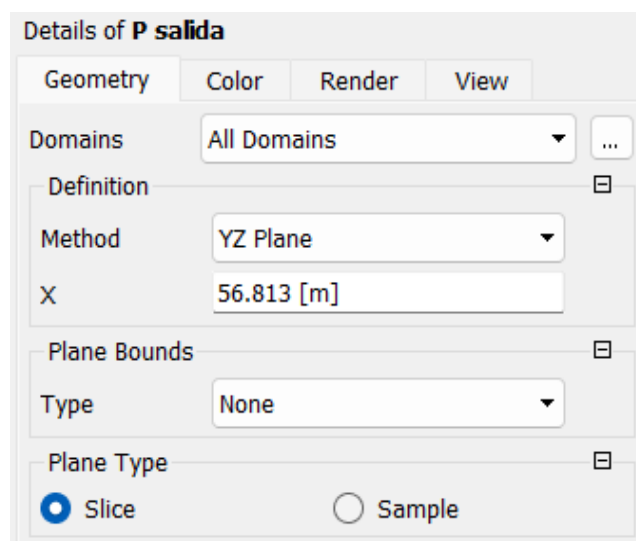 Details of P salida
Geometry Color Render View
Domains All Domains ...
Definition
Method YZ Plane
X 56.813 [m]
Plane Bounds
Type None
Plane Type
Slice Sample